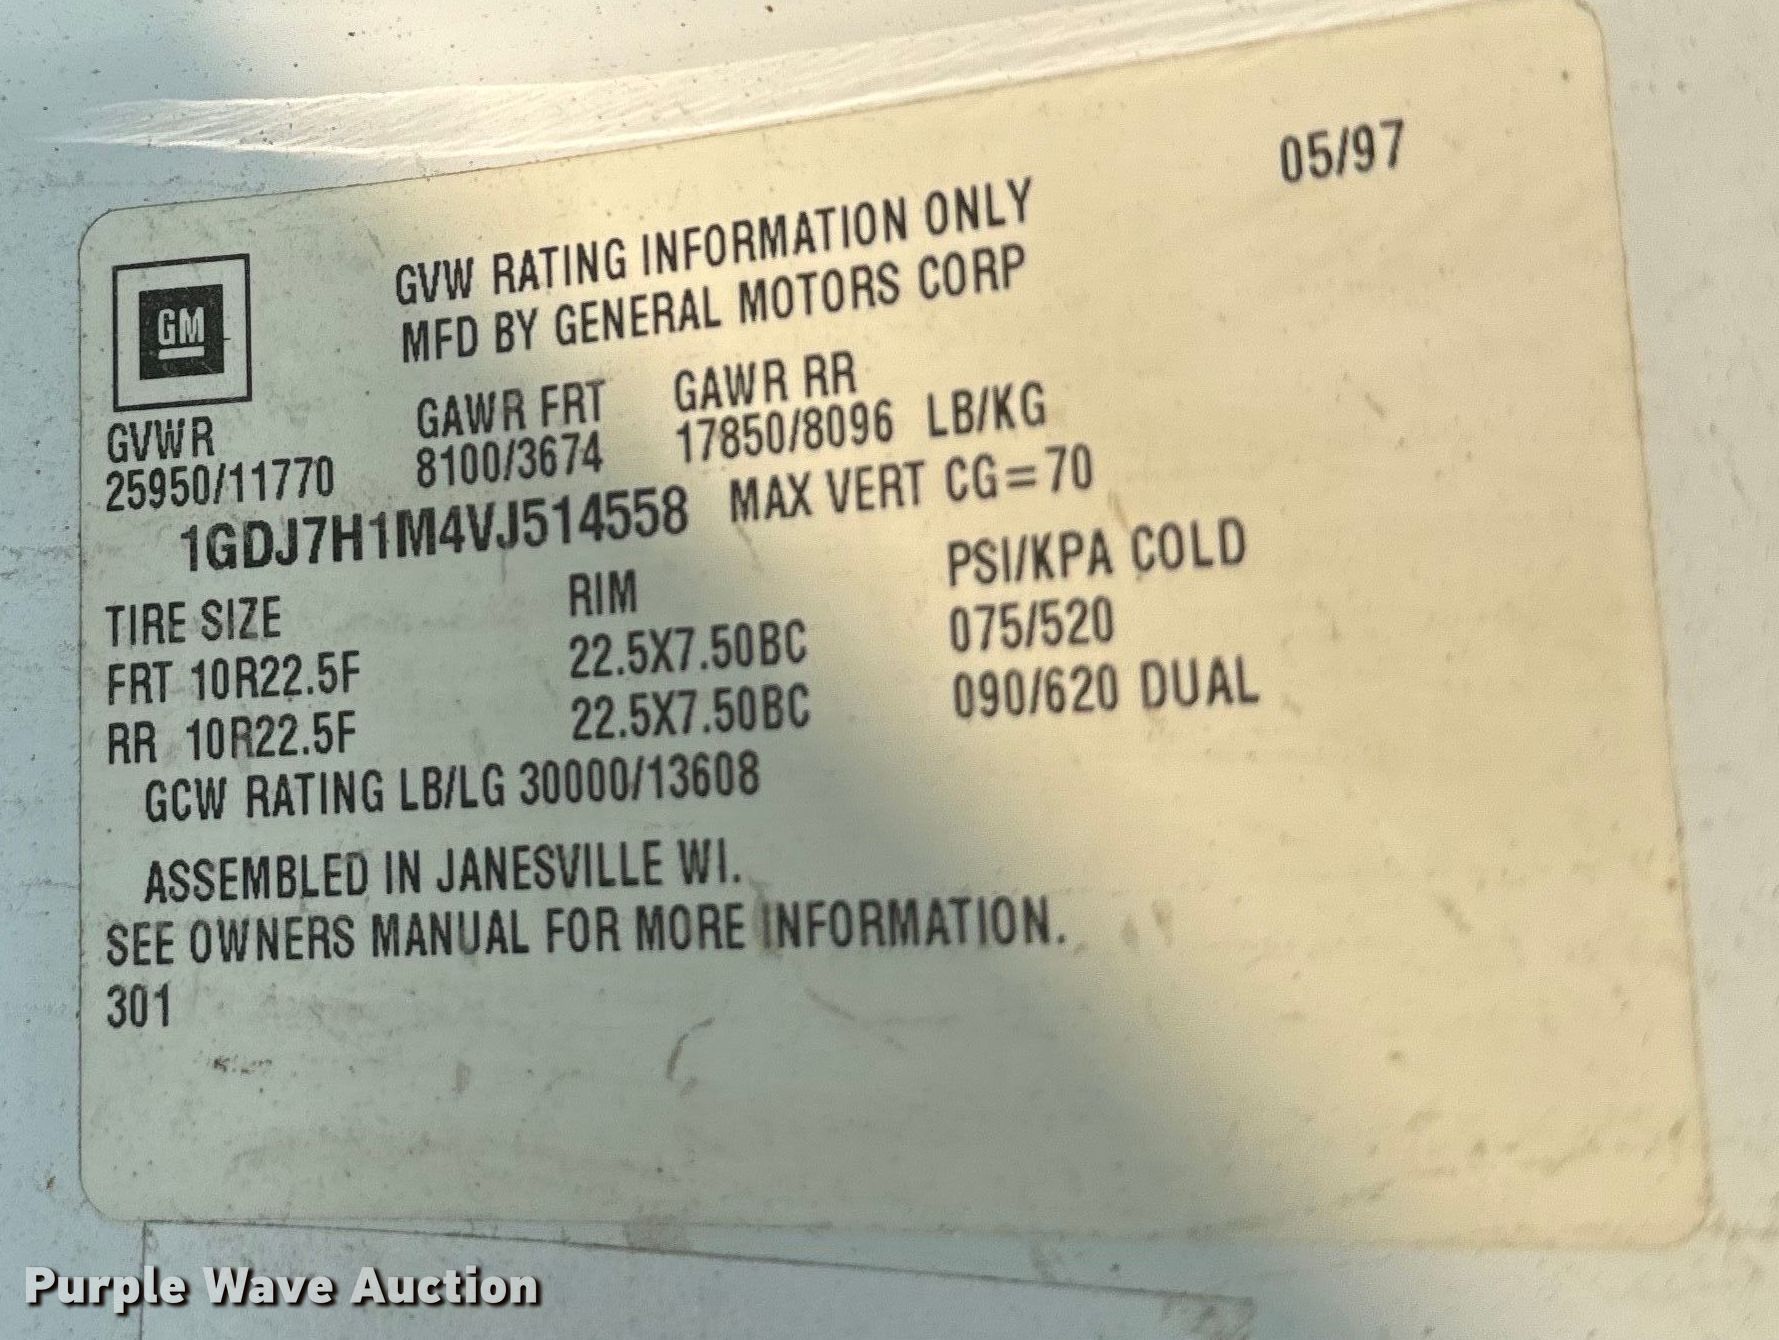 05/97
GVW RATING INFORMATION ONLY
MFD BY GENERAL MOTORS CORP
GM
GVWR GAWR FRT GAWR RR
25950/11770 8100/3674 17850/8096 LB/KG
1GDJ7H1M4VJ514558 MAX VERT CG=70
TIRE SIZE RIM PSI/KPA COLD
FRT 10R22.5F 22.5X7.50BC 075/520
RR 10R22.5F 22.5X7.50BC 090/620 DUAL
GCW RATING LB/LG 30000/13608
ASSEMBLED IN JANESVILLE WI.
SEE OWNERS MANUAL FOR MORE INFORMATION.
301
Purple Wave Auction